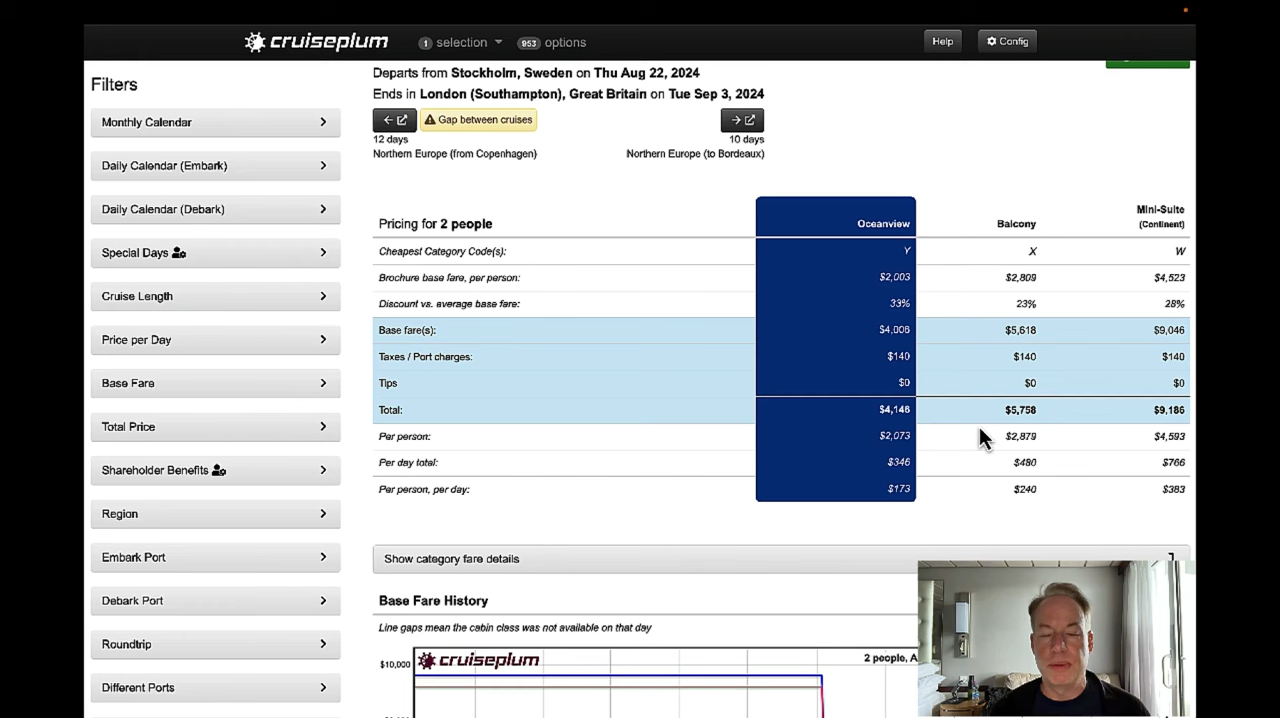 cruiseplum 1 selection 953 options Help Config
Filters
Monthly Calendar
Daily Calendar (Embark)
Daily Calendar (Debark)
Special Days
Cruise Length
Price per Day
Base Fare
Total Price
Shareholder Benefits
Region
Embark Port
Debark Port
Roundtrip
Different Ports
Departs from Stockholm, Sweden on Thu Aug 22, 2024
Ends in London (Southampton), Great Britain on Tue Sep 3, 2024
Gap between cruises
12 days 10 days
Northern Europe (from Copenhagen) Northern Europe (to Bordeaux)
Pricing for 2 people Oceanview Balcony Mini-Suite (Continent)
Cheapest Category Code(s): Y X W
Brochure base fare, per person: $2,003 $2,809 $4,523
Discount vs. average base fare: 33% 23% 28%
Base fare(s): $4,006 $5,618 $9,046
Taxes / Port charges: $140 $140 $140
Tips $0 $0 $0
Total: $4,146 $5,758 $9,186
Per person: $2,073 $2,879 $4,593
Per day total: $346 $480 $766
Per person, per day: $173 $240 $383
Show category fare details
Base Fare History
Line gaps mean the cabin class was not available on that day
$10,000 cruiseplum 2 people, A